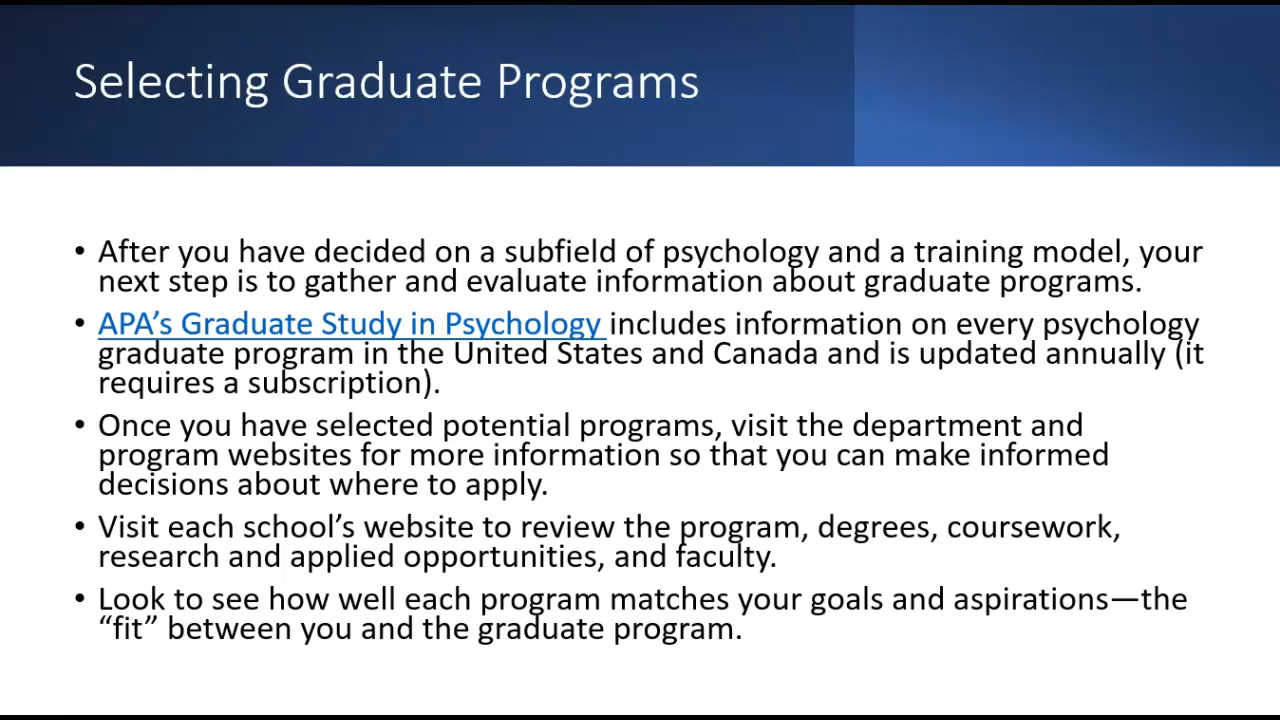 Selecting Graduate Programs
• After you have decided on a subfield of psychology and a training model, your
next step is to gather and evaluate information about graduate programs.
• APA’s Graduate Study in Psychology includes information on every psychology
graduate program in the United States and Canada and is updated annually (it
requires a subscription).
• Once you have selected potential programs, visit the department and
program websites for more information so that you can make informed
decisions about where to apply.
• Visit each school’s website to review the program, degrees, coursework,
research and applied opportunities, and faculty.
• Look to see how well each program matches your goals and aspirations—the
“fit” between you and the graduate program.